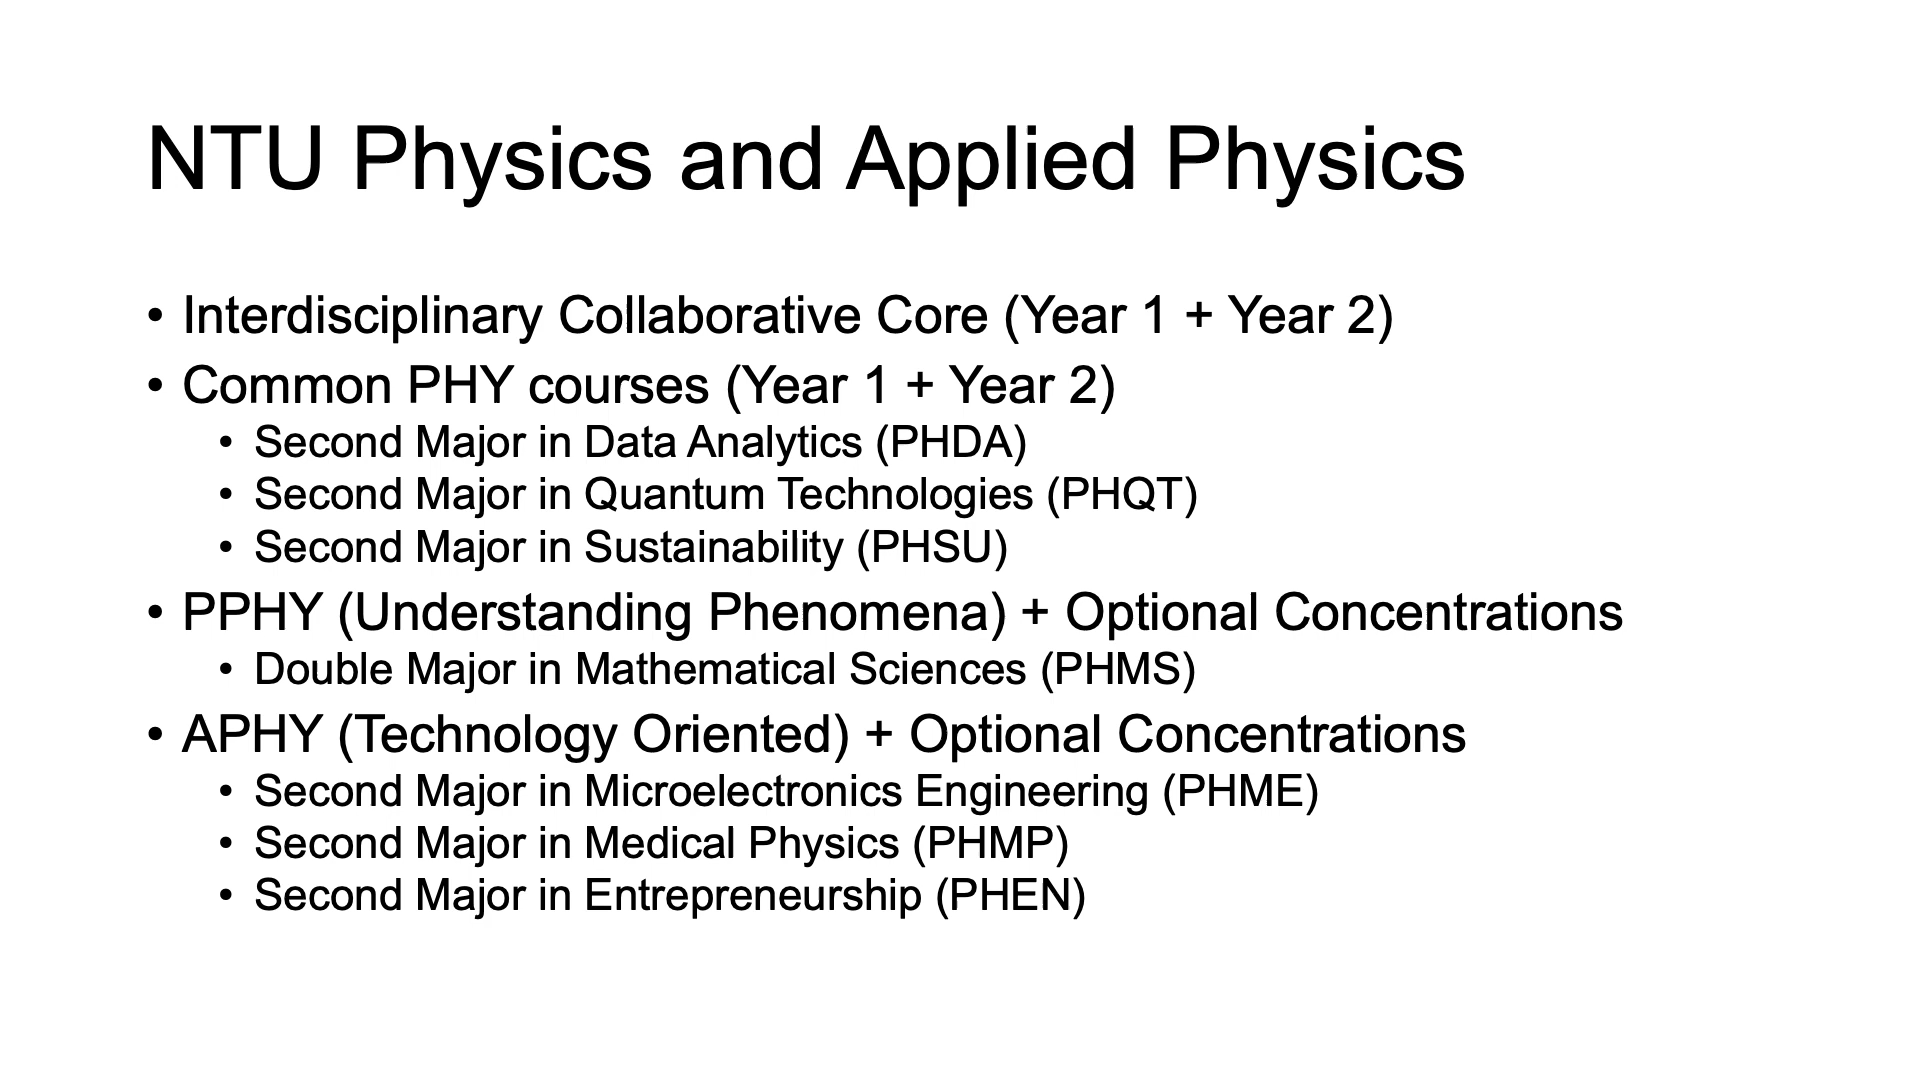 NTU Physics and Applied Physics
• Interdisciplinary Collaborative Core (Year 1 + Year 2)
• Common PHY courses (Year 1 + Year 2)
• Second Major in Data Analytics (PHDA)
• Second Major in Quantum Technologies (PHQT)
• Second Major in Sustainability (PHSU)
• PPHY (Understanding Phenomena) + Optional Concentrations
• Double Major in Mathematical Sciences (PHMS)
• APHY (Technology Oriented) + Optional Concentrations
• Second Major in Microelectronics Engineering (PHME)
• Second Major in Medical Physics (PHMP)
• Second Major in Entrepreneurship (PHEN)